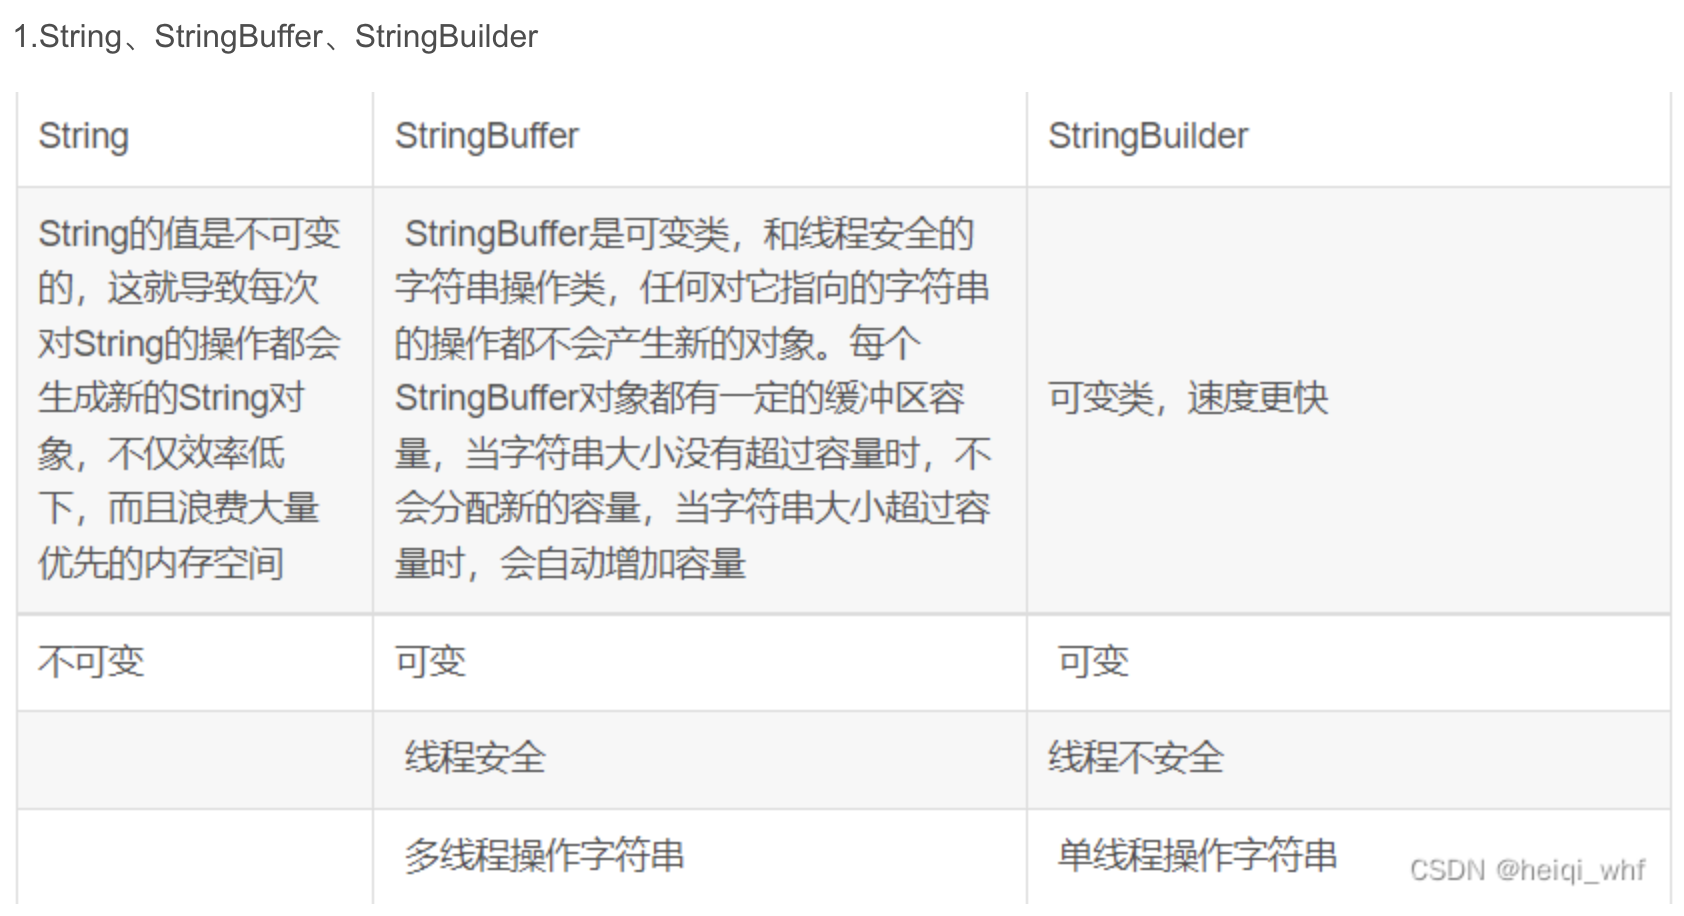 1.String、StringBuffer、StringBuilder
String
StringBuffer
StringBuilder
String的值是不可变
的，这就导致每次
对String的操作都会
生成新的String对
象，不仅效率低
下，而且浪费大量
优先的内存空间
StringBuffer是可变类，和线程安全的
字符串操作类，任何对它指向的字符串
的操作都不会产生新的对象。每个
StringBuffer对象都有一定的缓冲区容
量，当字符串大小没有超过容量时，不
会分配新的容量，当字符串大小超过容
量时，会自动增加容量
可变类，速度更快
不可变
可变
可变
线程安全
线程不安全
多线程操作字符串
单线程操作字符串
CSDN @heiqi_whf